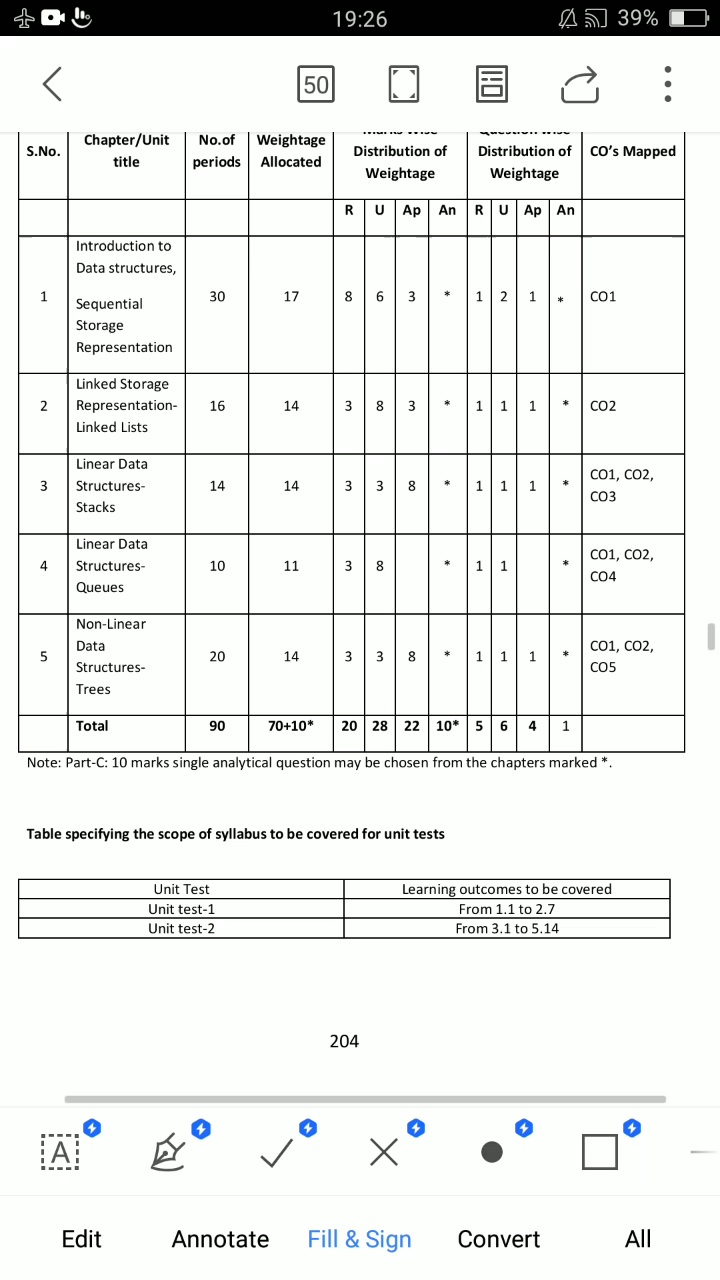 19:26
39%
50
Chapter/Unit No.of Weightage Marks Wise Question wise
S.No. title periods Allocated Distribution of Distribution of CO's Mapped
Weightage Weightage
R U Ap An R U Ap An
Introduction to
Data structures,
1 30 17 8 6 3 * 1 2 1 * CO1
Sequential
Storage
Representation
Linked Storage
2 Representation- 16 14 3 8 3 * 1 1 1 * CO2
Linked Lists
Linear Data
3 Structures- 14 14 3 3 8 * 1 1 1 * CO1, CO2,
Stacks CO3
Linear Data
4 Structures- 10 11 3 8 * 1 1 * CO1, CO2,
Queues CO4
Non-Linear
Data
5 Structures- 20 14 3 3 8 * 1 1 1 * CO1, CO2,
Trees CO5
Total 90 70+10* 20 28 22 10* 5 6 4 1
Note: Part-C: 10 marks single analytical question may be chosen from the chapters marked *.
Table specifying the scope of syllabus to be covered for unit tests
Unit Test Learning outcomes to be covered
Unit test-1 From 1.1 to 2.7
Unit test-2 From 3.1 to 5.14
204
A
Edit Annotate Fill & Sign Convert All